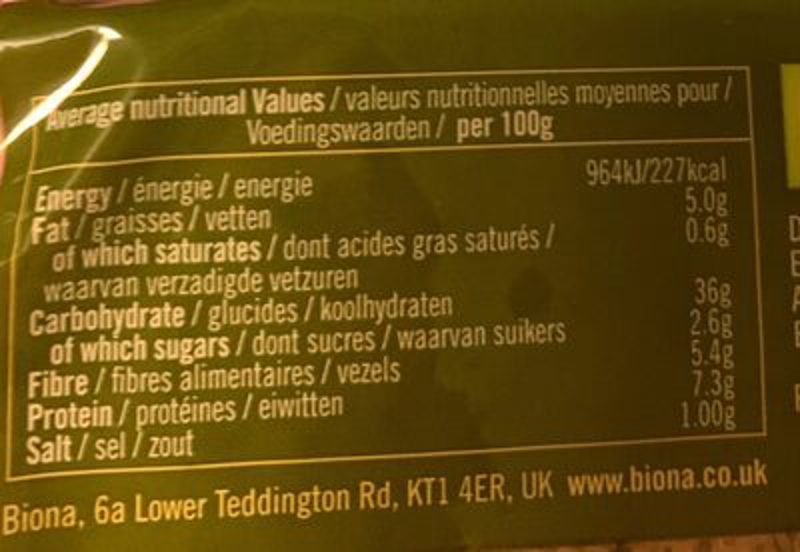 Average nutritional Values / valeurs nutritionnelles moyennes pour /
Voedingswaarden / per 100g
Energy / énergie / energie 964kJ/227kcal
Fat / graisses / vetten 5.0g
of which saturates / dont acides gras saturés / 0.6g
waarvan verzadigde vetzuren
Carbohydrate / glucides / koolhydraten 36g
of which sugars / dont sucres / waarvan suikers 2.6g
Fibre / fibres alimentaires / vezels 5.4g
Protein / protéines / eiwitten 7.3g
Salt / sel / zout 1.00g
Biona, 6a Lower Teddington Rd, KT1 4ER, UK www.biona.co.uk